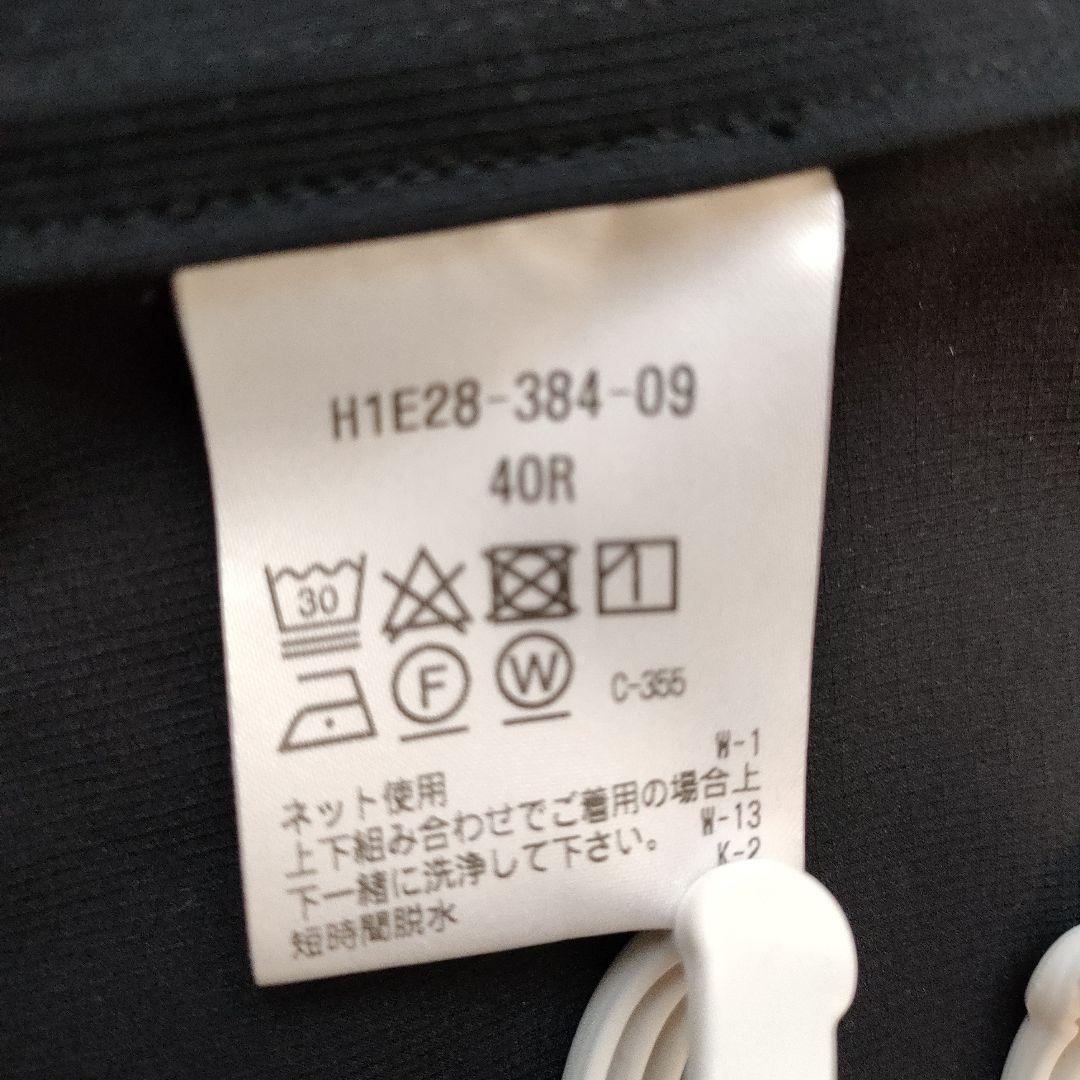 H1E28-384-09
40R
30
F W C-355
W-1
ネット使用
上下組み合わせでご着用の場合上
W-13
下一緒に洗浄して下さい。
K-2
短時間脱水